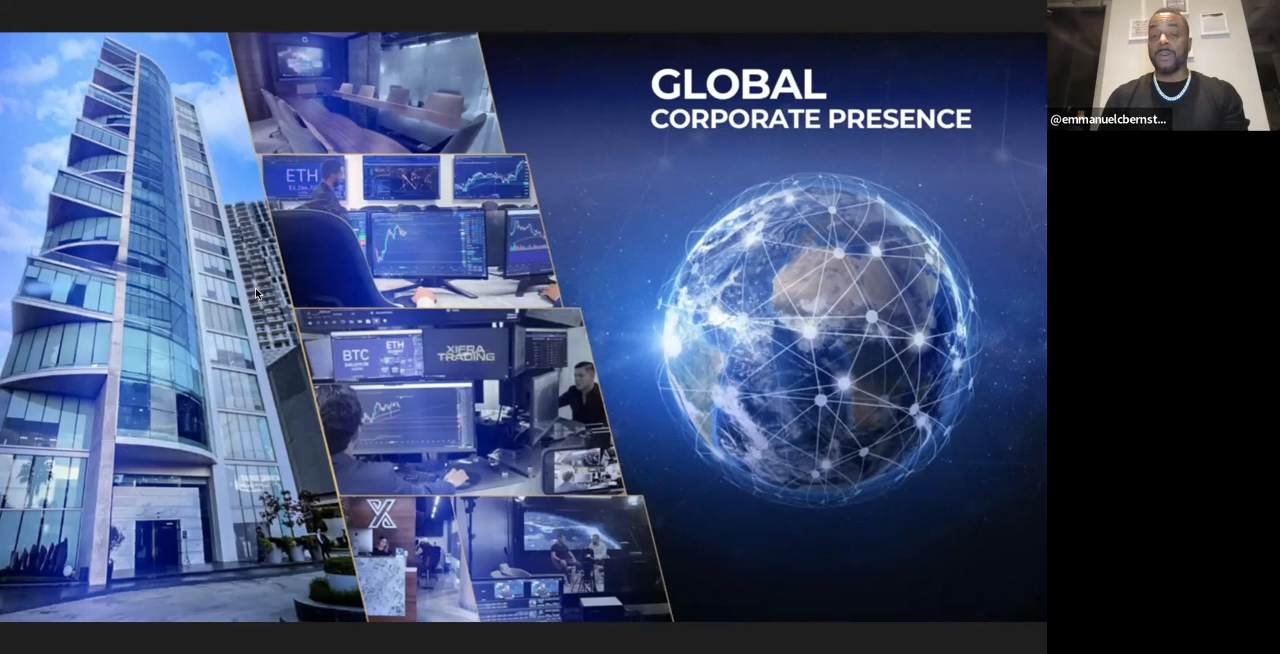 GLOBAL
CORPORATE PRESENCE
ETH
BTC
ETH
XIFRA
TRADING
@emmanuelcbernst...